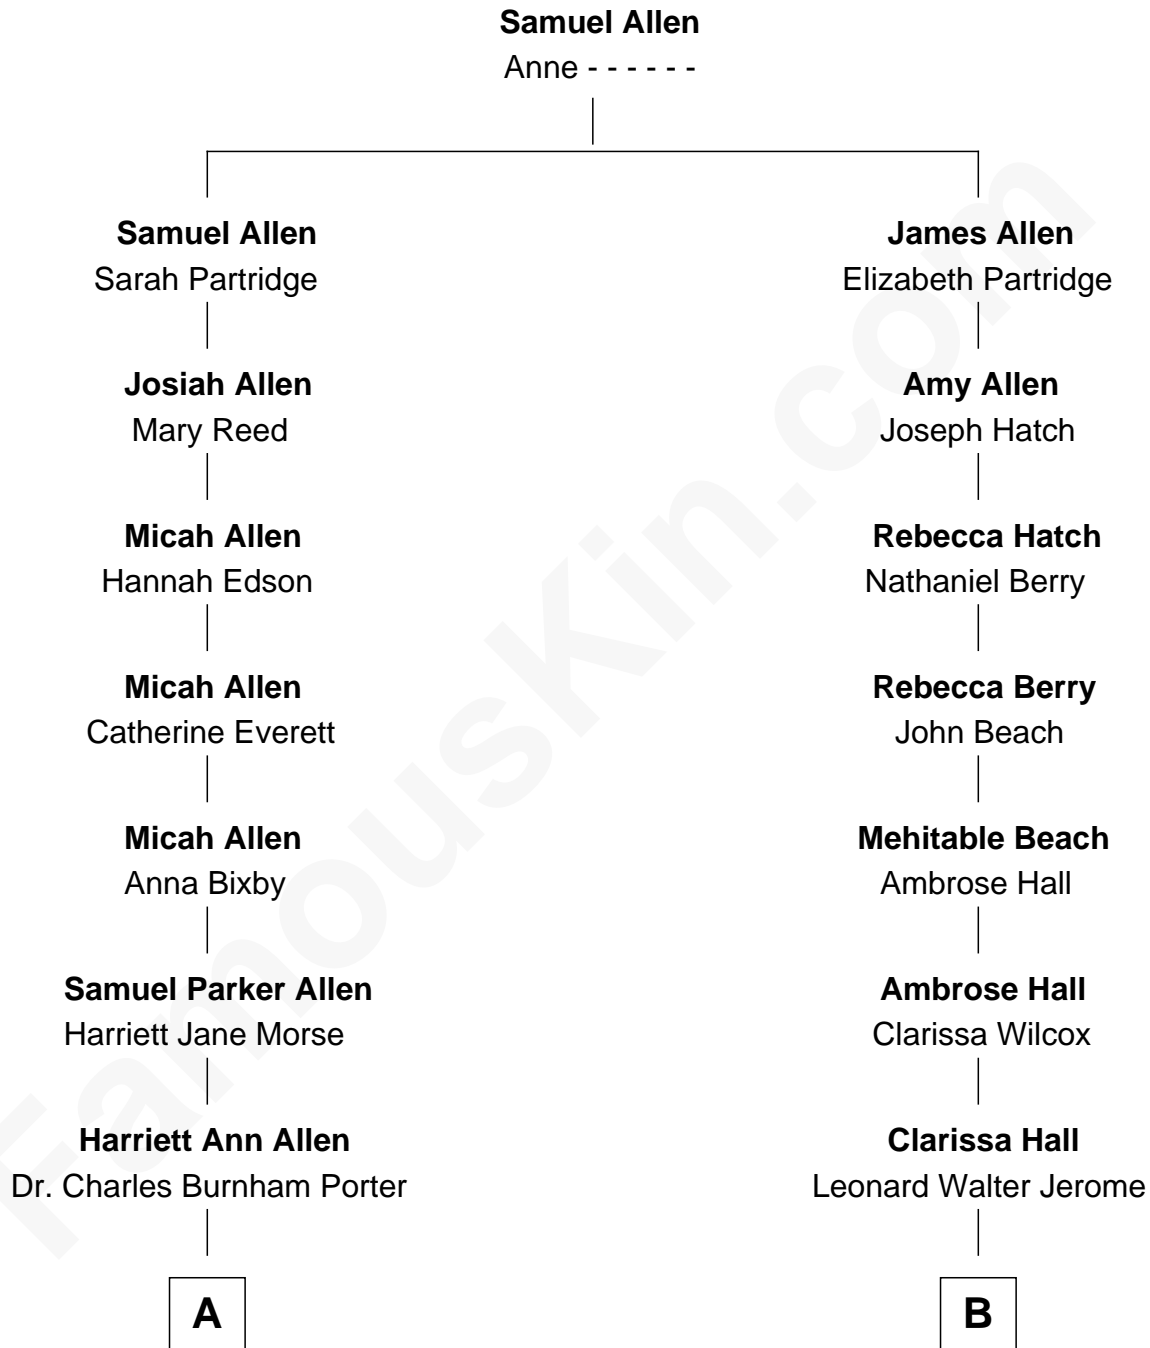 Samuel Allen
Anne - - - - - -
Samuel Allen
Sarah Partridge
James Allen
Elizabeth Partridge
Josiah Allen
Mary Reed
Amy Allen
Joseph Hatch
Micah Allen
Hannah Edson
Rebecca Hatch
Nathaniel Berry
Micah Allen
Catherine Everett
Rebecca Berry
John Beach
Micah Allen
Anna Bixby
Mehitable Beach
Ambrose Hall
Samuel Parker Allen
Harriett Jane Morse
Ambrose Hall
Clarissa Wilcox
Harriett Ann Allen
Dr. Charles Burnham Porter
Clarissa Hall
Leonard Walter Jerome
A
B
FamousKin.com